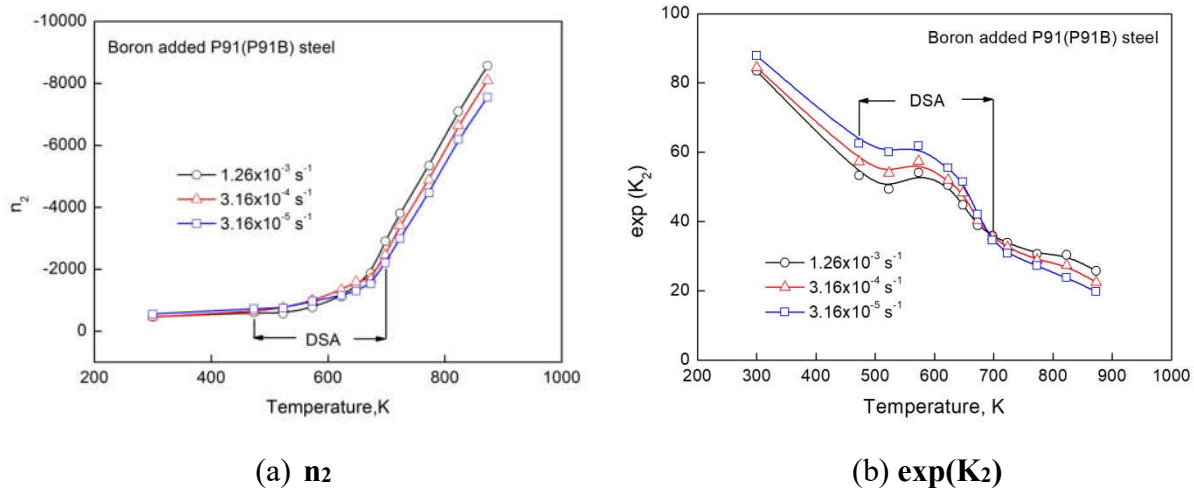 -10000
-8000
-6000
-4000
-2000
0
n₂
Boron added P91(P91B) steel
1.26x10⁻³ s⁻¹
3.16x10⁻⁴ s⁻¹
3.16x10⁻⁵ s⁻¹
DSA
200 400 600 800 1000
Temperature,K
(a) n₂
100
80
60
40
20
0
exp (K₂)
Boron added P91(P91B) steel
DSA
1.26x10⁻³ s⁻¹
3.16x10⁻⁴ s⁻¹
3.16x10⁻⁵ s⁻¹
200 300 400 500 600 700 800 900 1000
Temperature, K
(b) exp(K₂)